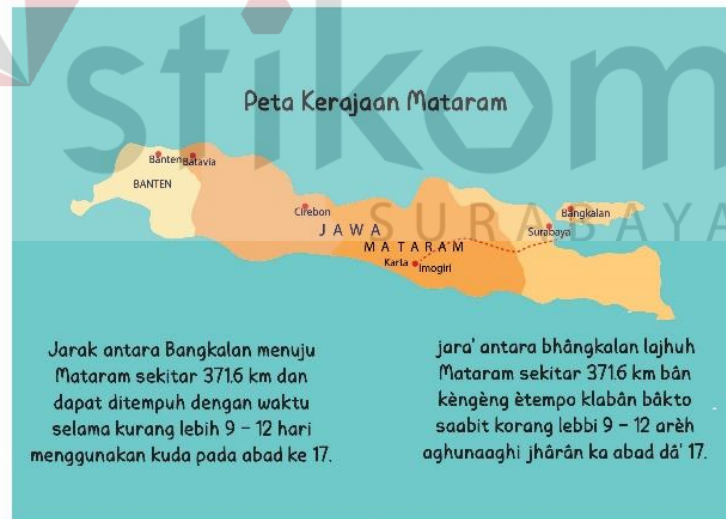 stikom
SURABAYA
Peta Kerajaan Mataram
Banten
Batavia
BANTEN
Cirebon
JAWA
MATARAM
Karta
Imogiri
Bangkalan
Surabaya
Jarak antara Bangkalan menuju
Mataram sekitar 371.6 km dan
dapat ditempuh dengan waktu
selama kurang lebih 9 - 12 hari
menggunakan kuda pada abad ke 17.
jara' antara bhângkalan lajhuh
Mataram sekitar 371.6 km bân
kèngèng ètempo klabân bâkto
saabit korang lebbi 9 - 12 arèh
aghunaaghi jhârân ka abad dâ' 17.